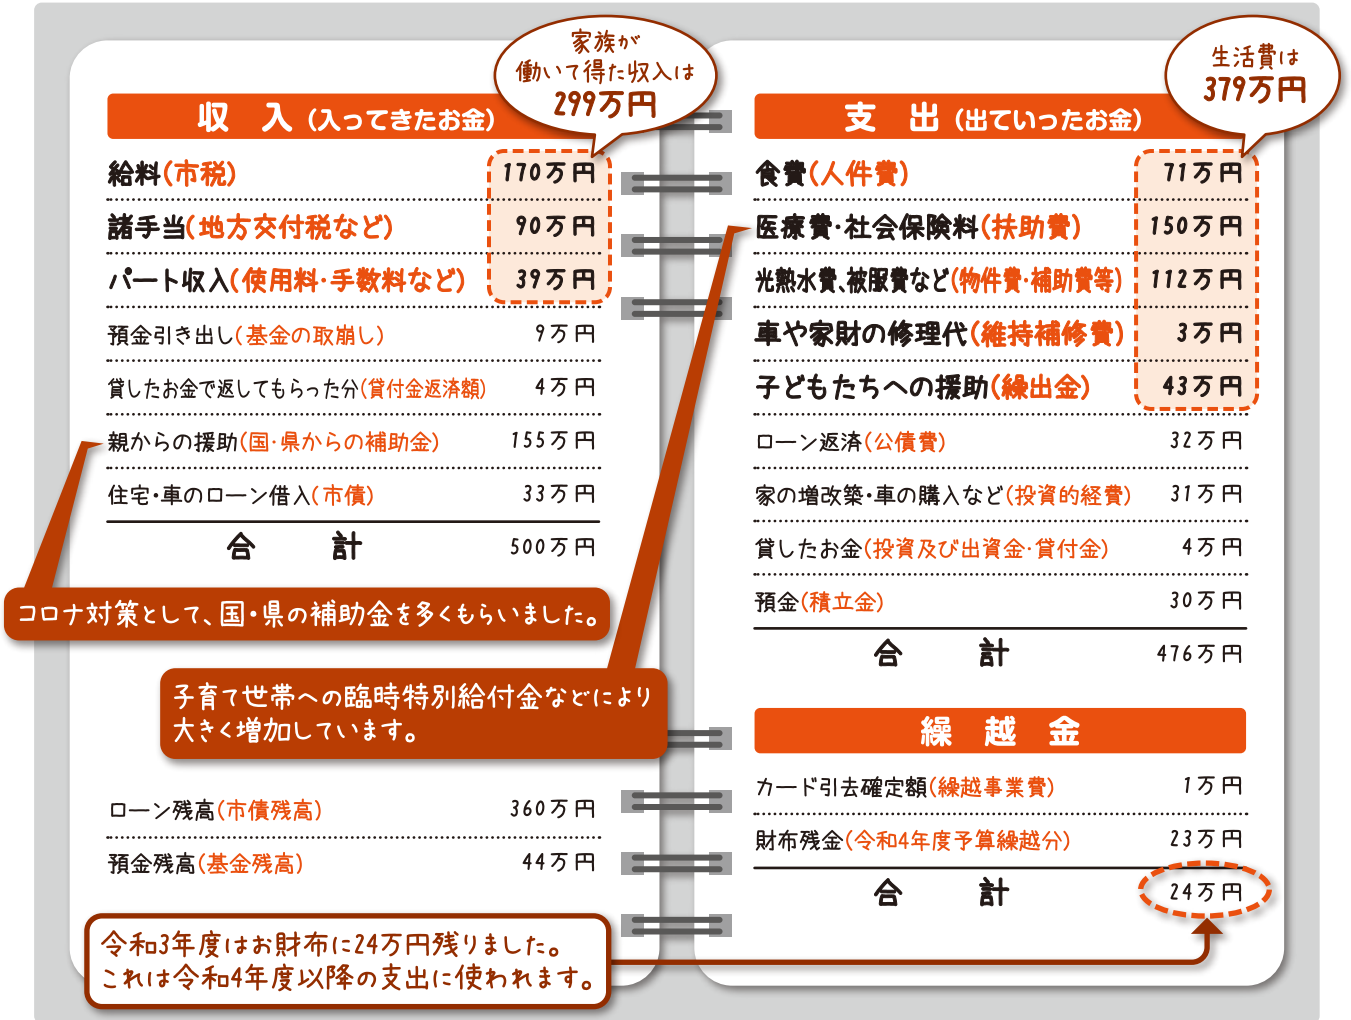 家族が
働いて得た収入は
299万円
収 入（入ってきたお金）
給料（市税） 170万円
諸手当（地方交付税など） 90万円
パート収入（使用料・手数料など） 39万円
預金引き出し（基金の取崩し） 9万円
貸したお金で返してもらった分（貸付金返済額） 4万円
親からの援助（国・県からの補助金） 155万円
住宅・車のローン借入（市債） 33万円
合 計 500万円
コロナ対策として、国・県の補助金を多くもらいました。
子育て世帯への臨時特別給付金などにより
大きく増加しています。
ローン残高（市債残高） 360万円
預金残高（基金残高） 44万円
令和3年度はお財布に24万円残りました。
これは令和4年度以降の支出に使われます。
生活費は
379万円
支 出（出ていったお金）
食費（人件費） 71万円
医療費・社会保険料（扶助費） 150万円
光熱水費、被服費など（物件費・補助費等） 112万円
車や家財の修理代（維持補修費） 3万円
子どもたちへの援助（繰出金） 43万円
ローン返済（公債費） 32万円
家の増改築・車の購入など（投資的経費） 31万円
貸したお金（投資及び出資金・貸付金） 4万円
預金（積立金） 30万円
合 計 476万円
繰 越 金
カード引去確定額（繰越事業費） 1万円
財布残金（令和4年度予算繰越分） 23万円
合 計 24万円